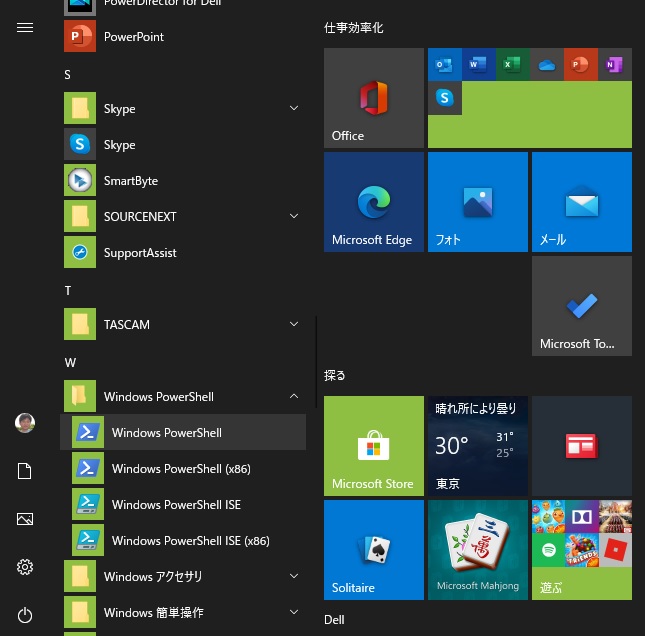 PowerDirector for Dell
PowerPoint
S
Skype
Skype
SmartByte
SOURCENEXT
SupportAssist
T
TASCAM
W
Windows PowerShell
Windows PowerShell
Windows PowerShell (x86)
Windows PowerShell ISE
Windows PowerShell ISE (x86)
Windows アクセサリ
Windows 簡単操作
仕事効率化
Office
Microsoft Edge
フォト
メール
Microsoft To...
探る
Microsoft Store
晴れ所により曇り
30°
31°
25°
東京
Solitaire
Microsoft Mahjong
遊ぶ
Dell